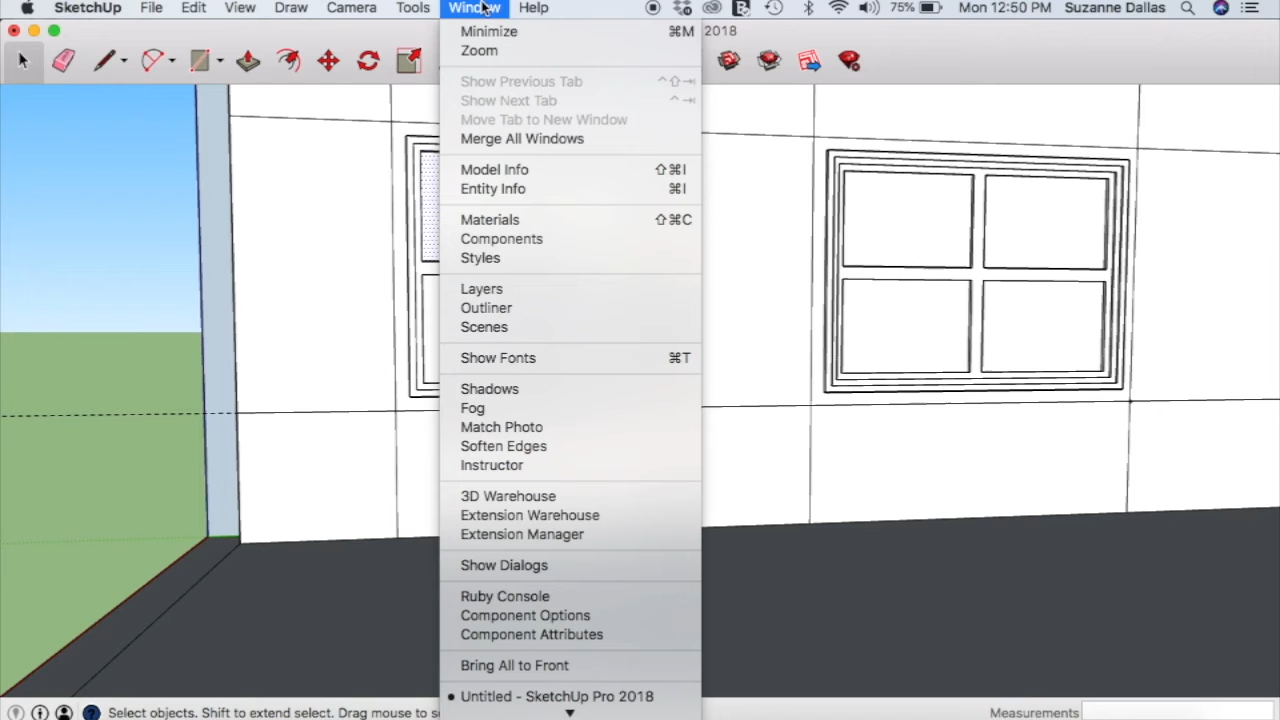 SketchUp File Edit View Draw Camera Tools Window Help 75% Mon 12:50 PM Suzanne Dallas
2018
Minimize ⌘M
Zoom
Show Previous Tab ⌃⇧⇥
Show Next Tab ⌃⇥
Move Tab to New Window
Merge All Windows
Model Info ⇧⌘I
Entity Info ⌘I
Materials ⇧⌘C
Components
Styles
Layers
Outliner
Scenes
Show Fonts ⌘T
Shadows
Fog
Match Photo
Soften Edges
Instructor
3D Warehouse
Extension Warehouse
Extension Manager
Show Dialogs
Ruby Console
Component Options
Component Attributes
Bring All to Front
Untitled - SketchUp Pro 2018
Select objects. Shift to extend select. Drag mouse to Measurements